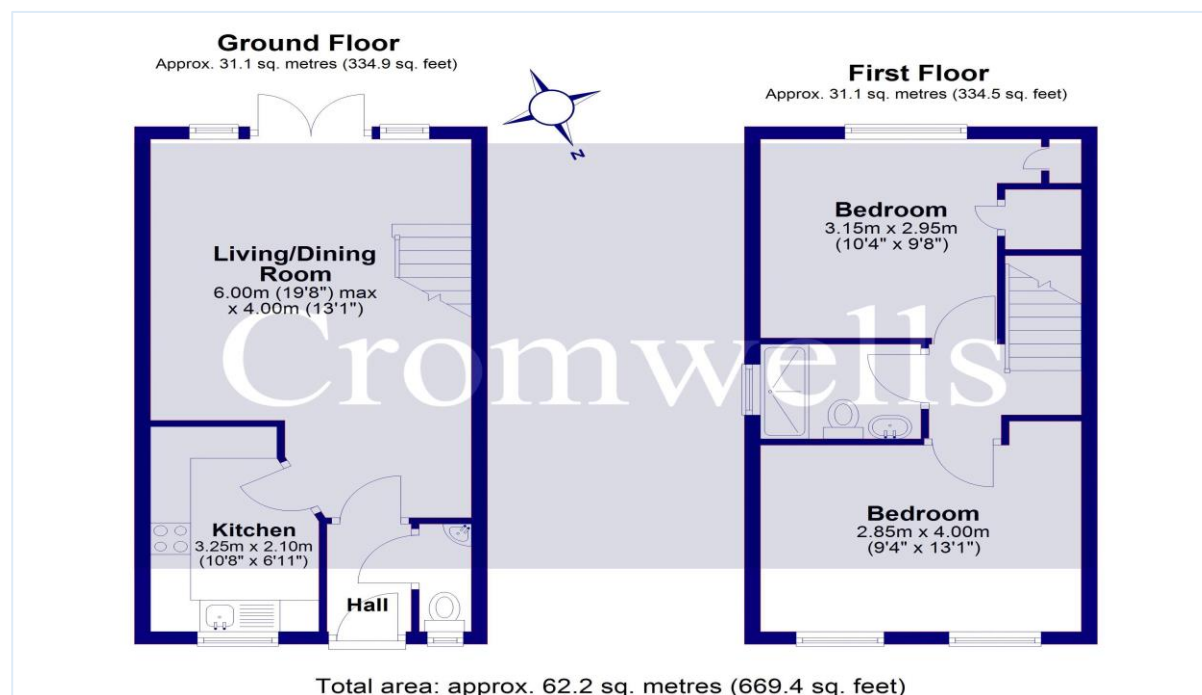 Ground Floor
Approx. 31.1 sq. metres (334.9 sq. feet)
N
First Floor
Approx. 31.1 sq. metres (334.5 sq. feet)
Living/Dining
Room
6.00m (19'8") max
x 4.00m (13'1")
Bedroom
3.15m x 2.95m
(10'4" x 9'8")
Cromwells
Kitchen
3.25m x 2.10m
(10'8" x 6'11")
Hall
Bedroom
2.85m x 4.00m
(9'4" x 13'1")
Total area: approx. 62.2 sq. metres (669.4 sq. feet)